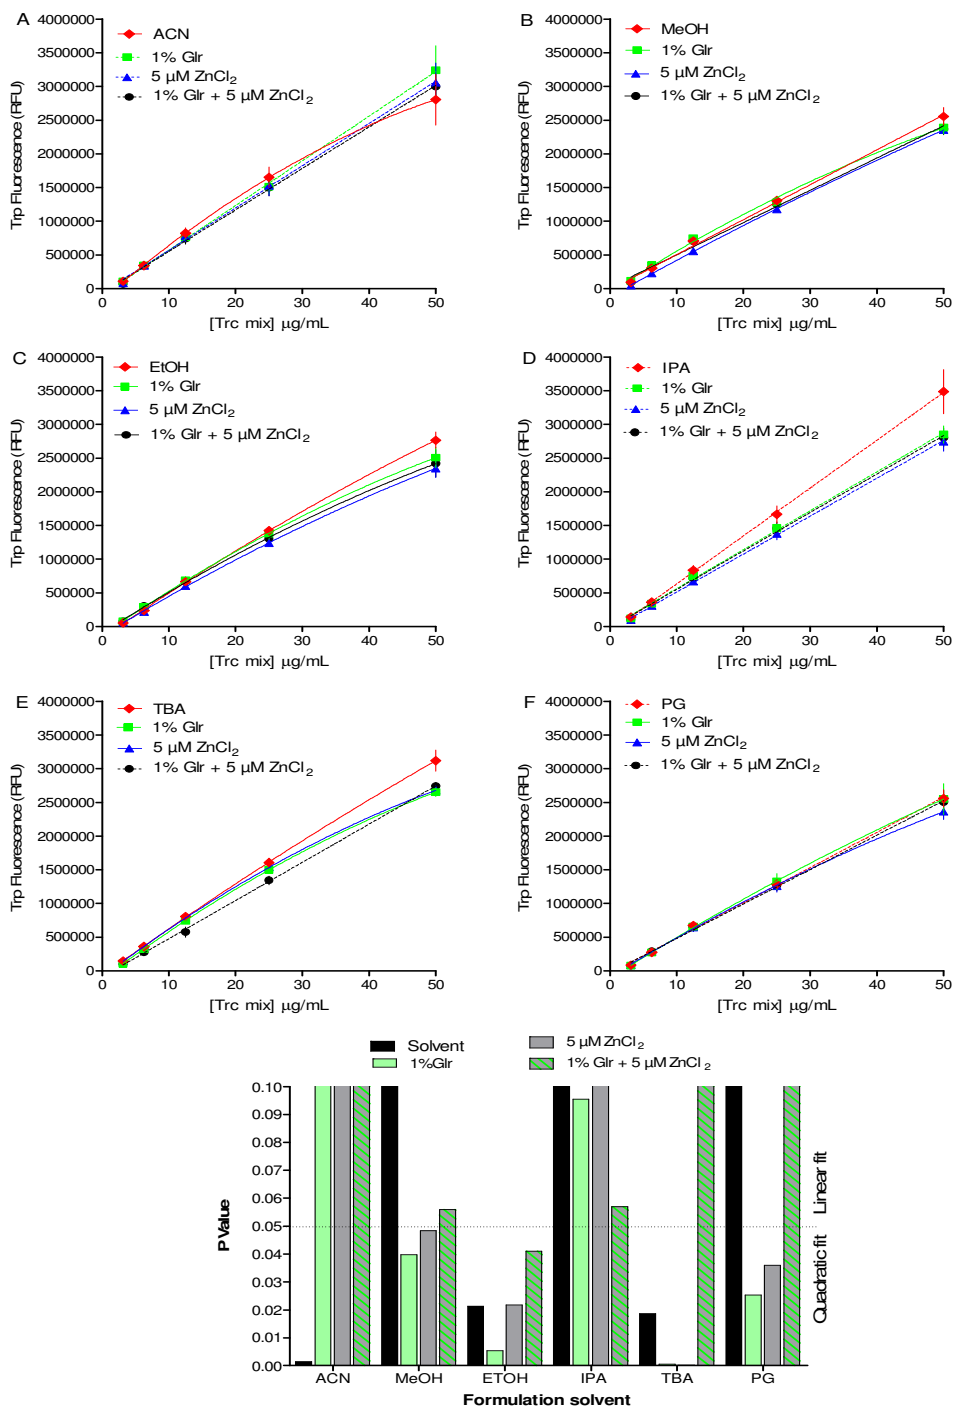 A
ACN
1% Glr
5 µM ZnCl2
1% Glr + 5 µM ZnCl2
Trp Fluorescence (RFU)
4000000
3500000
3000000
2500000
2000000
1500000
1000000
500000
0
0 10 20 30 40 50
[Trc mix] µg/mL
B
MeOH
1% Glr
5 µM ZnCl2
1% Glr + 5 µM ZnCl2
Trp Fluorescence (RFU)
4000000
3500000
3000000
2500000
2000000
1500000
1000000
500000
0
0 10 20 30 40 50
[Trc mix] µg/mL
C
EtOH
1% Glr
5 µM ZnCl2
1% Glr + 5 µM ZnCl2
Trp Fluorescence (RFU)
4000000
3500000
3000000
2500000
2000000
1500000
1000000
500000
0
0 10 20 30 40 50
[Trc mix] µg/mL
D
IPA
1% Glr
5 µM ZnCl2
1% Glr + 5 µM ZnCl2
Trp Fluorescence (RFU)
4000000
3500000
3000000
2500000
2000000
1500000
1000000
500000
0
0 10 20 30 40 50
[Trc mix] µg/mL
E
TBA
1% Glr
5 µM ZnCl2
1% Glr + 5 µM ZnCl2
Trp Fluorescence (RFU)
4000000
3500000
3000000
2500000
2000000
1500000
1000000
500000
0
0 10 20 30 40 50
[Trc mix] µg/mL
F
PG
1% Glr
5 µM ZnCl2
1% Glr + 5 µM ZnCl2
Trp Fluorescence (RFU)
4000000
3500000
3000000
2500000
2000000
1500000
1000000
500000
0
0 10 20 30 40 50
[Trc mix] µg/mL
Solvent
1%Glr
5 µM ZnCl2
1% Glr + 5 µM ZnCl2
P Value
0.10
0.09
0.08
0.07
0.06
0.05
0.04
0.03
0.02
0.01
0.00
Linear fit
Quadratic fit
ACN MeOH ETOH IPA TBA PG
Formulation solvent